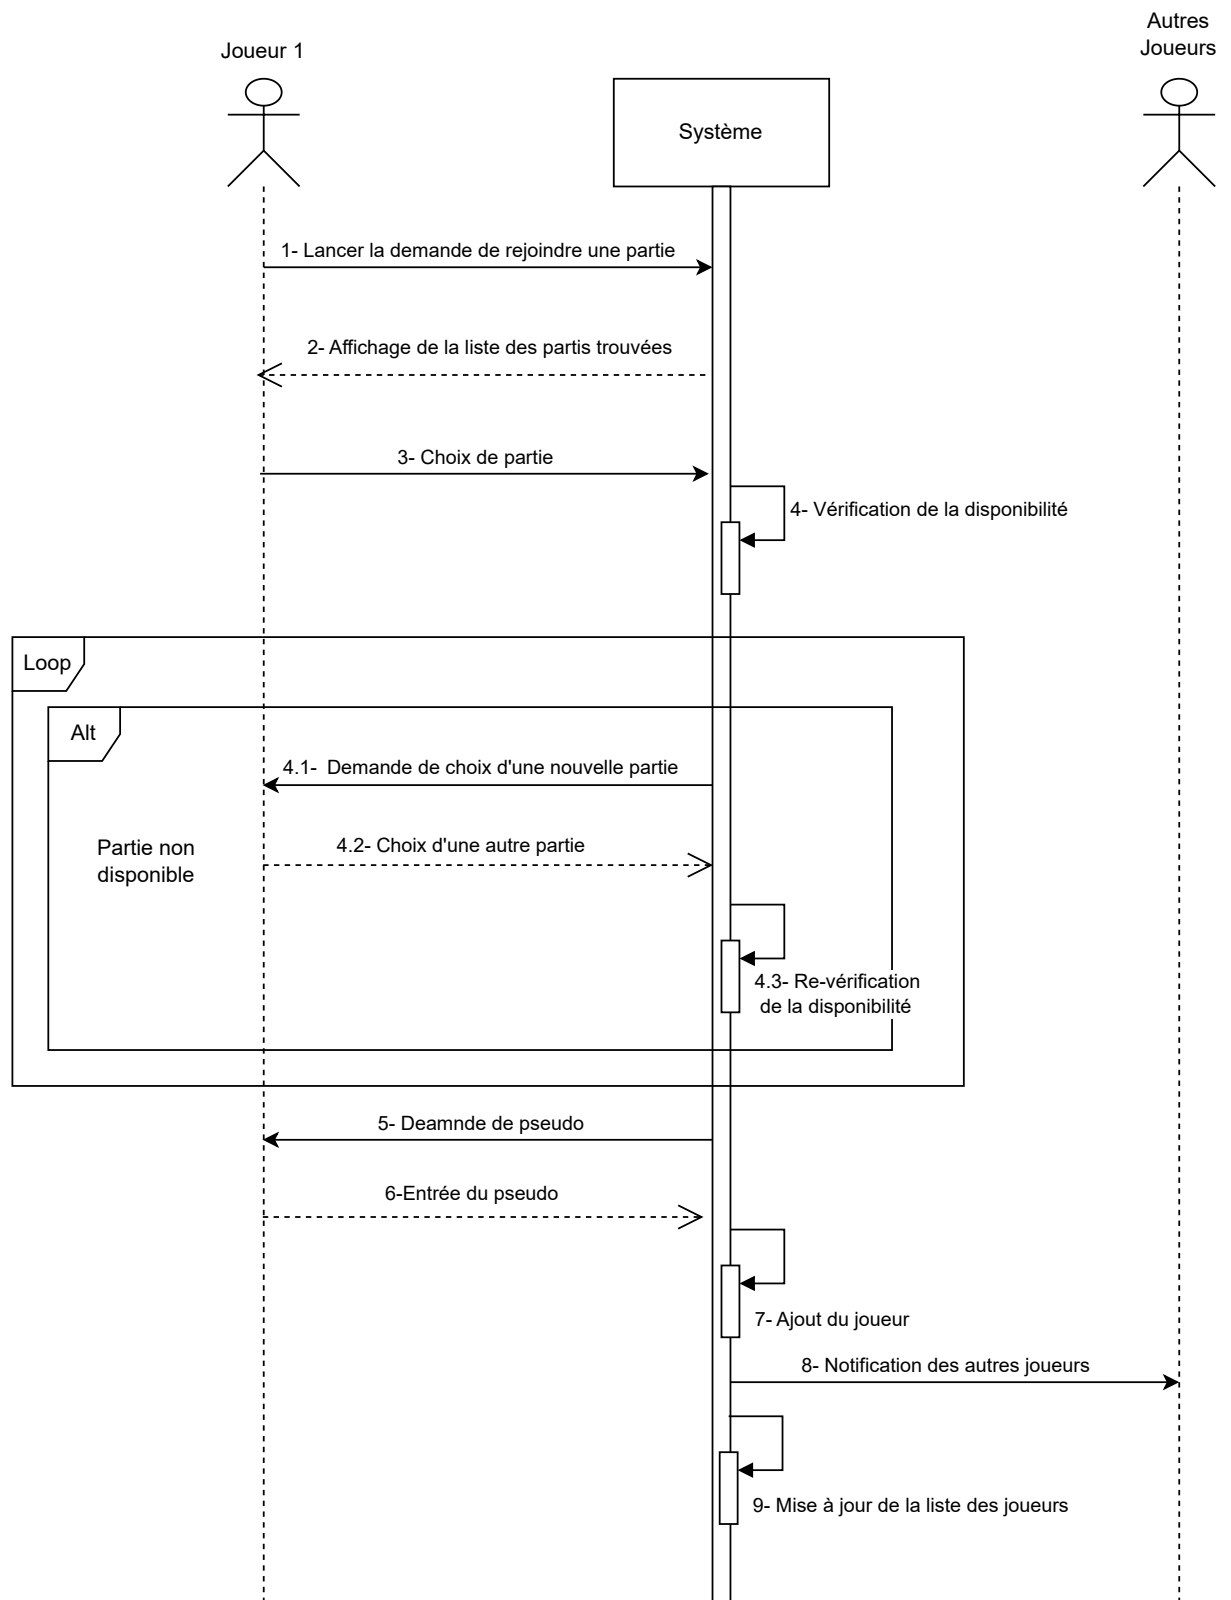 Autres
Joueurs
Joueur 1
Système
1- Lancer la demande de rejoindre une partie
2- Affichage de la liste des partis trouvées
3- Choix de partie
4- Vérification de la disponibilité
Loop
Alt
4.1-  Demande de choix d'une nouvelle partie
4.2- Choix d'une autre partie
Partie non
disponible
4.3- Re-vérification
de la disponibilité
5- Deamnde de pseudo
6-Entrée du pseudo
7- Ajout du joueur
8- Notification des autres joueurs
9- Mise à jour de la liste des joueurs